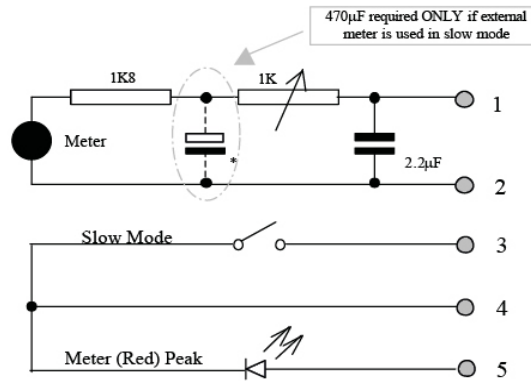 470µF required ONLY if external
meter is used in slow mode
1K8
1K
1
Meter
*
2.2µF
2
Slow Mode
3
4
Meter (Red) Peak
5